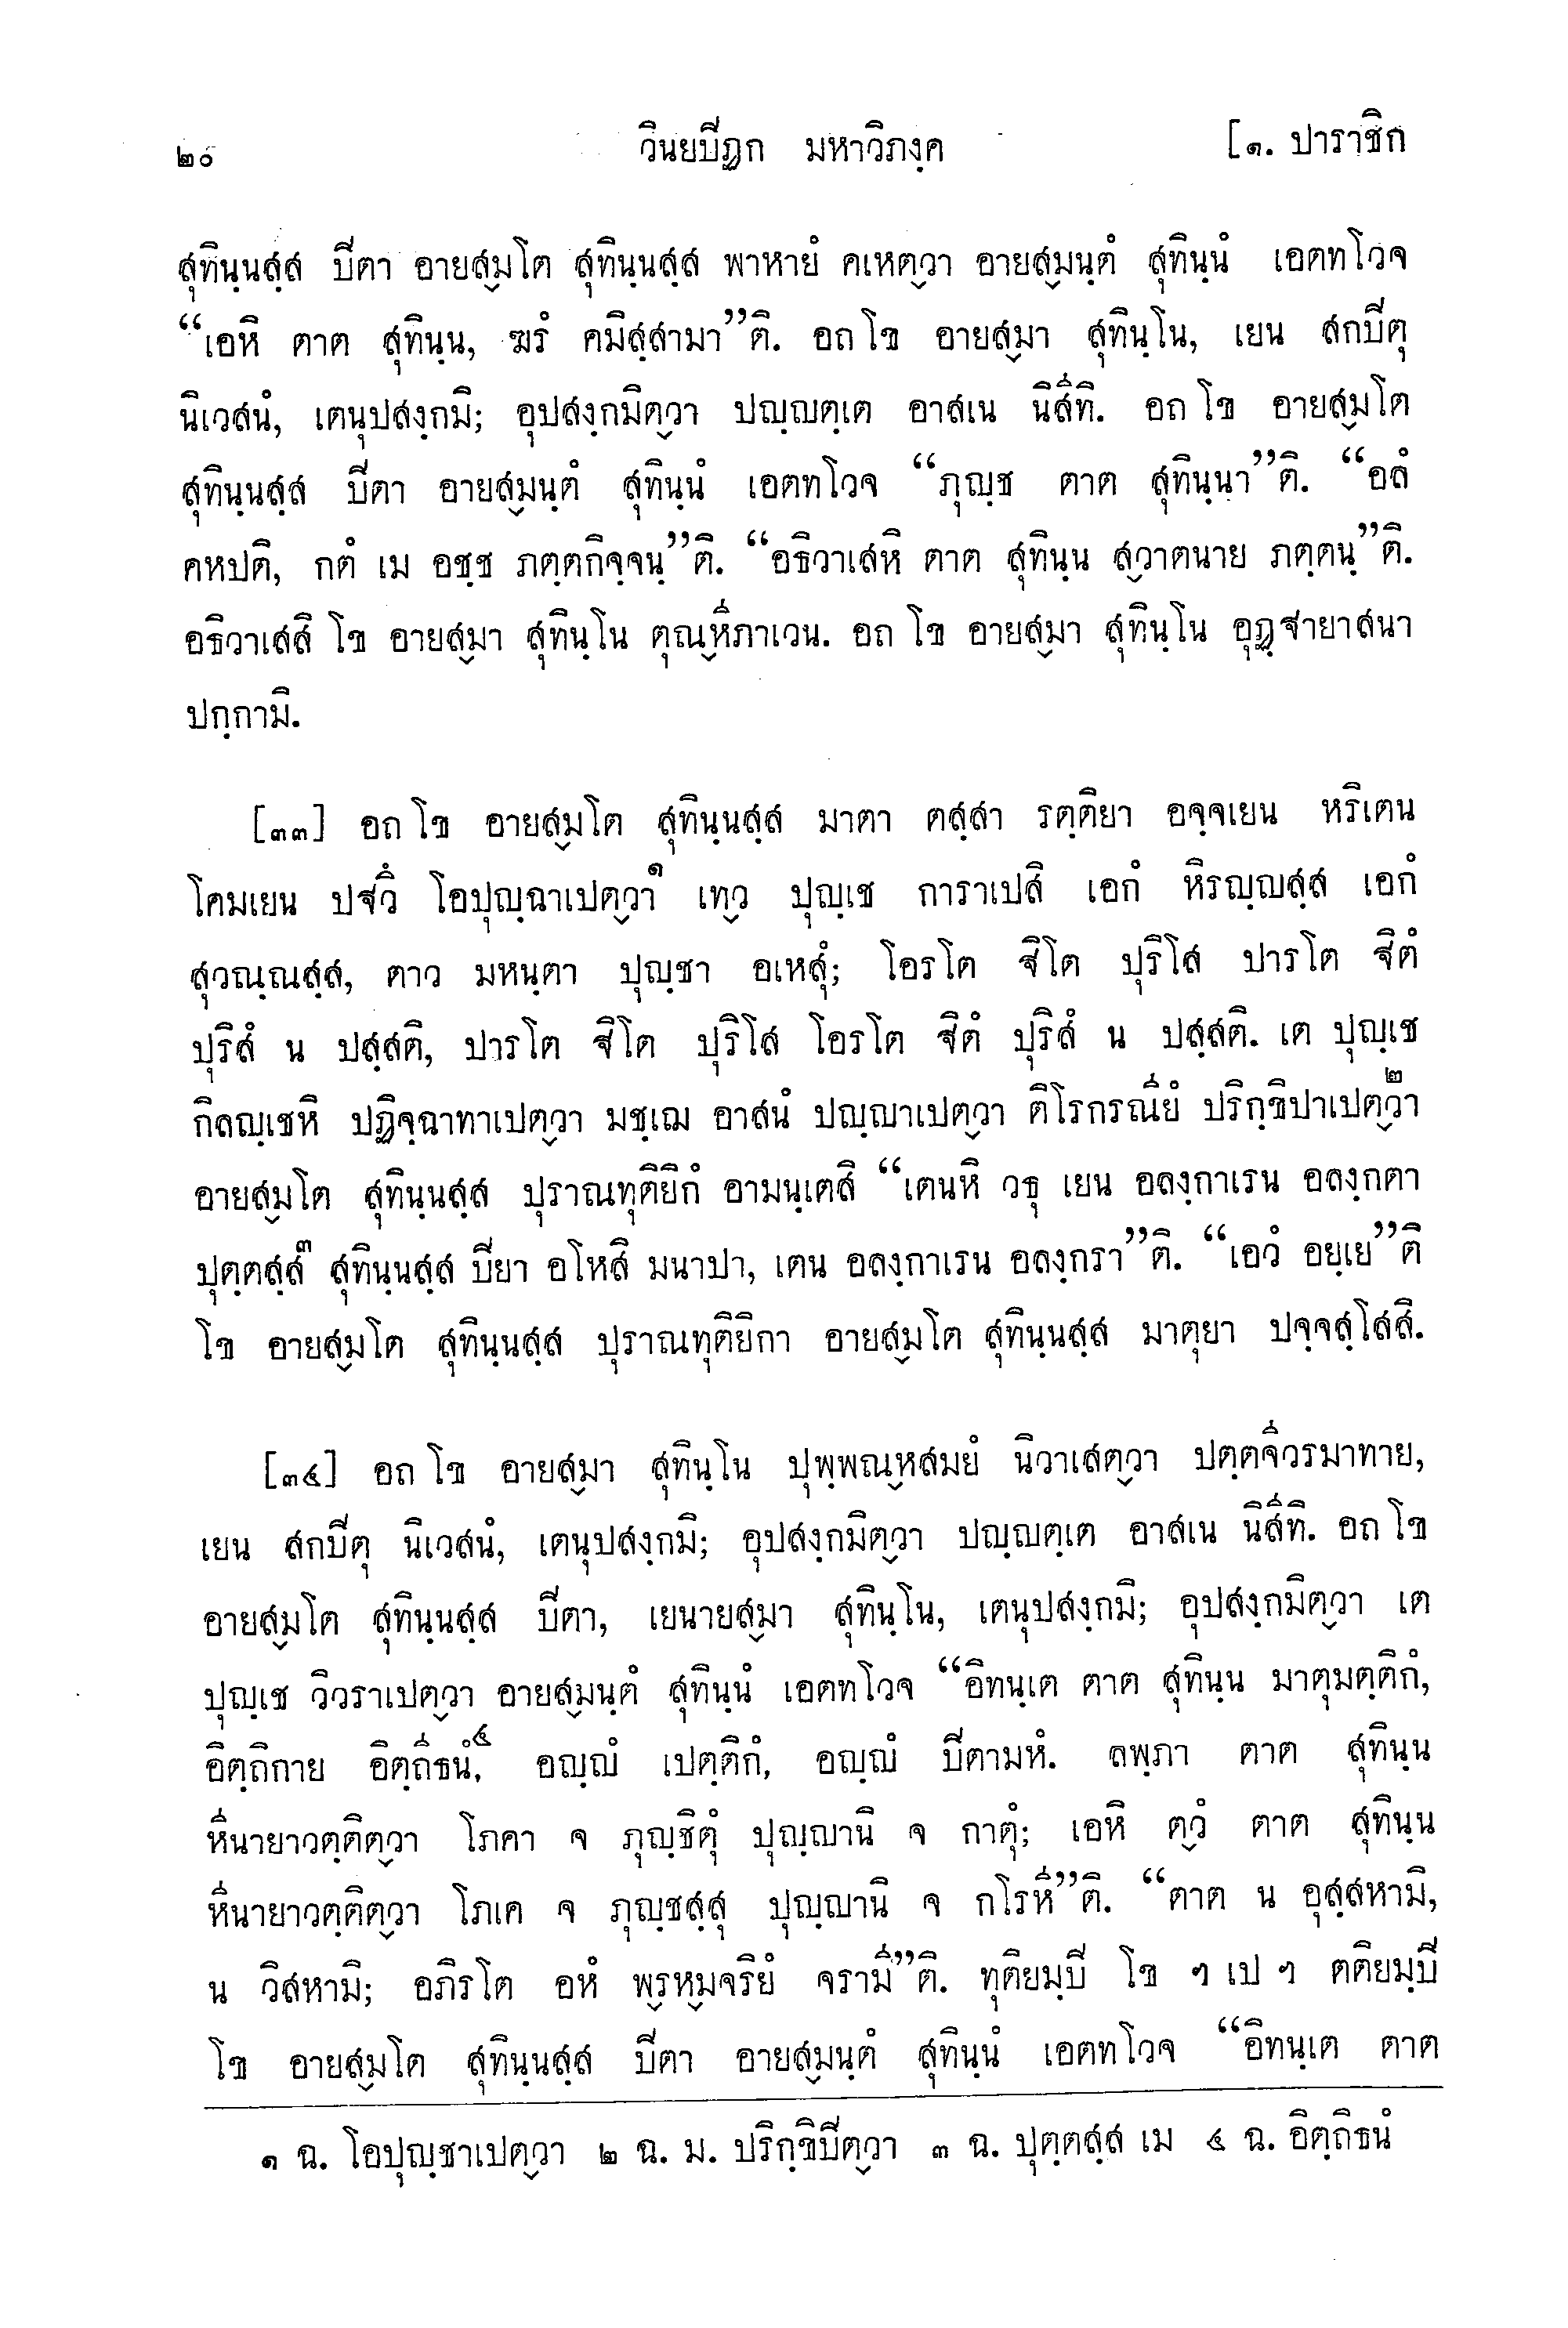 ๒๐ วินยปิฏก มหาวิภงฺค [๑. ปาราชิก
สุทินฺนสฺส ปิตา อายสฺมโต สุทินฺนสฺส พาหายํ คเหตฺวา อายสฺมนฺตํ สุทินฺนํ เอตทโวจ
“เอหิ ตาต สุทินฺน, ฆรํ คมิสฺสามา”ติ. อถ โข อายสฺมา สุทินฺโน, เยน สกปิตุ
นิเวสนํ, เตนุปสงฺกมิ; อุปสงฺกมิตฺวา ปญฺญตฺเต อาสเน นิสีทิ. อถ โข อายสฺมโต
สุทินฺนสฺส ปิตา อายสฺมนฺตํ สุทินฺนํ เอตทโวจ “ภุญฺช ตาต สุทินฺนา”ติ. “อลํ
คหปติ, กตํ เม อชฺช ภตฺตกิจฺจนฺ”ติ. “อธิวาเสหิ ตาต สุทินฺน สฺวาตนาย ภตฺตนฺ”ติ.
อธิวาเสสิ โข อายสฺมา สุทินฺโน ตุณฺหีภาเวน. อถ โข อายสฺมา สุทินฺโน อุฏฺฐายาสนา
ปกฺกามิ.
[๓๓] อถ โข อายสฺมโต สุทินฺนสฺส มาตา ตสฺสา รตฺติยา อจฺจเยน หริเตน
โคมเยน ปฐวึ โอปุญฺฉาเปตฺวา๑ เทฺว ปุญฺเช การาเปสิ เอกํ หิรญฺญสฺส เอกํ
สุวณฺณสฺส, ตาว มหนฺตา ปุญฺชา อเหสุํ; โอรโต ฐิโต ปุริโส ปารโต ฐิตํ
ปุริสํ น ปสฺสติ, ปารโต ฐิโต ปุริโส โอรโต ฐิตํ ปุริสํ น ปสฺสติ. เต ปุญฺเช
กิลญฺเชหิ ปฏิจฺฉาทาเปตฺวา มชฺเฌ อาสนํ ปญฺญาเปตฺวา ติโรกรณียํ ปริกฺขิปาเปตฺวา๒
อายสฺมโต สุทินฺนสฺส ปุราณทุติยิกํ อามนฺเตสิ “เตนหิ วธุ เยน อลงฺกาเรน อลงฺกตา
ปุตฺตสฺส๓ สุทินฺนสฺส ปิยา อโหสิ มนาปา, เตน อลงฺกาเรน อลงฺกรา”ติ. “เอวํ อยฺเย”ติ
โข อายสฺมโต สุทินฺนสฺส ปุราณทุติยิกา อายสฺมโต สุทินฺนสฺส มาตุยา ปจฺจสฺโสสิ.
[๓๔] อถ โข อายสฺมา สุทินฺโน ปุพฺพณฺหสมยํ นิวาเสตฺวา ปตฺตจีวรมาทาย,
เยน สกปิตุ นิเวสนํ, เตนุปสงฺกมิ; อุปสงฺกมิตฺวา ปญฺญตฺเต อาสเน นิสีทิ. อถ โข
อายสฺมโต สุทินฺนสฺส ปิตา, เยนายสฺมา สุทินฺโน, เตนุปสงฺกมิ; อุปสงฺกมิตฺวา เต
ปุญฺเช วิวราเปตฺวา อายสฺมนฺตํ สุทินฺนํ เอตทโวจ “อิทนฺเต ตาต สุทินฺน มาตุมตฺติกํ,
อิตฺถิกาย อิตฺถีธนํ,๔ อญฺญํ เปตฺติกํ, อญฺญํ ปิตามหํ. ลพฺภา ตาต สุทินฺน
หีนายาวตฺติตฺวา โภคา จ ภุญฺชิตุํ ปุญฺญานิ จ กาตุํ; เอหิ ตฺวํ ตาต สุทินฺน
หีนายาวตฺติตฺวา โภเค จ ภุญฺชสฺสุ ปุญฺญานิ จ กโรหี”ติ. “ตาต น อุสฺสหามิ,
น วิสหามิ; อภิรโต อหํ พฺรหฺมจริยํ จรามี”ติ. ทุติยมฺปิ โข ฯ เป ฯ ตติยมฺปิ
โข อายสฺมโต สุทินฺนสฺส ปิตา อายสฺมนฺตํ สุทินฺนํ เอตทโวจ “อิทนฺเต ตาต
๑ ฉ. โอปุญฺชาเปตฺวา ๒ ฉ. ม. ปริกฺขิปิตฺวา ๓ ฉ. ปุตฺตสฺส เม ๔ ฉ. อิตฺถิธนํ